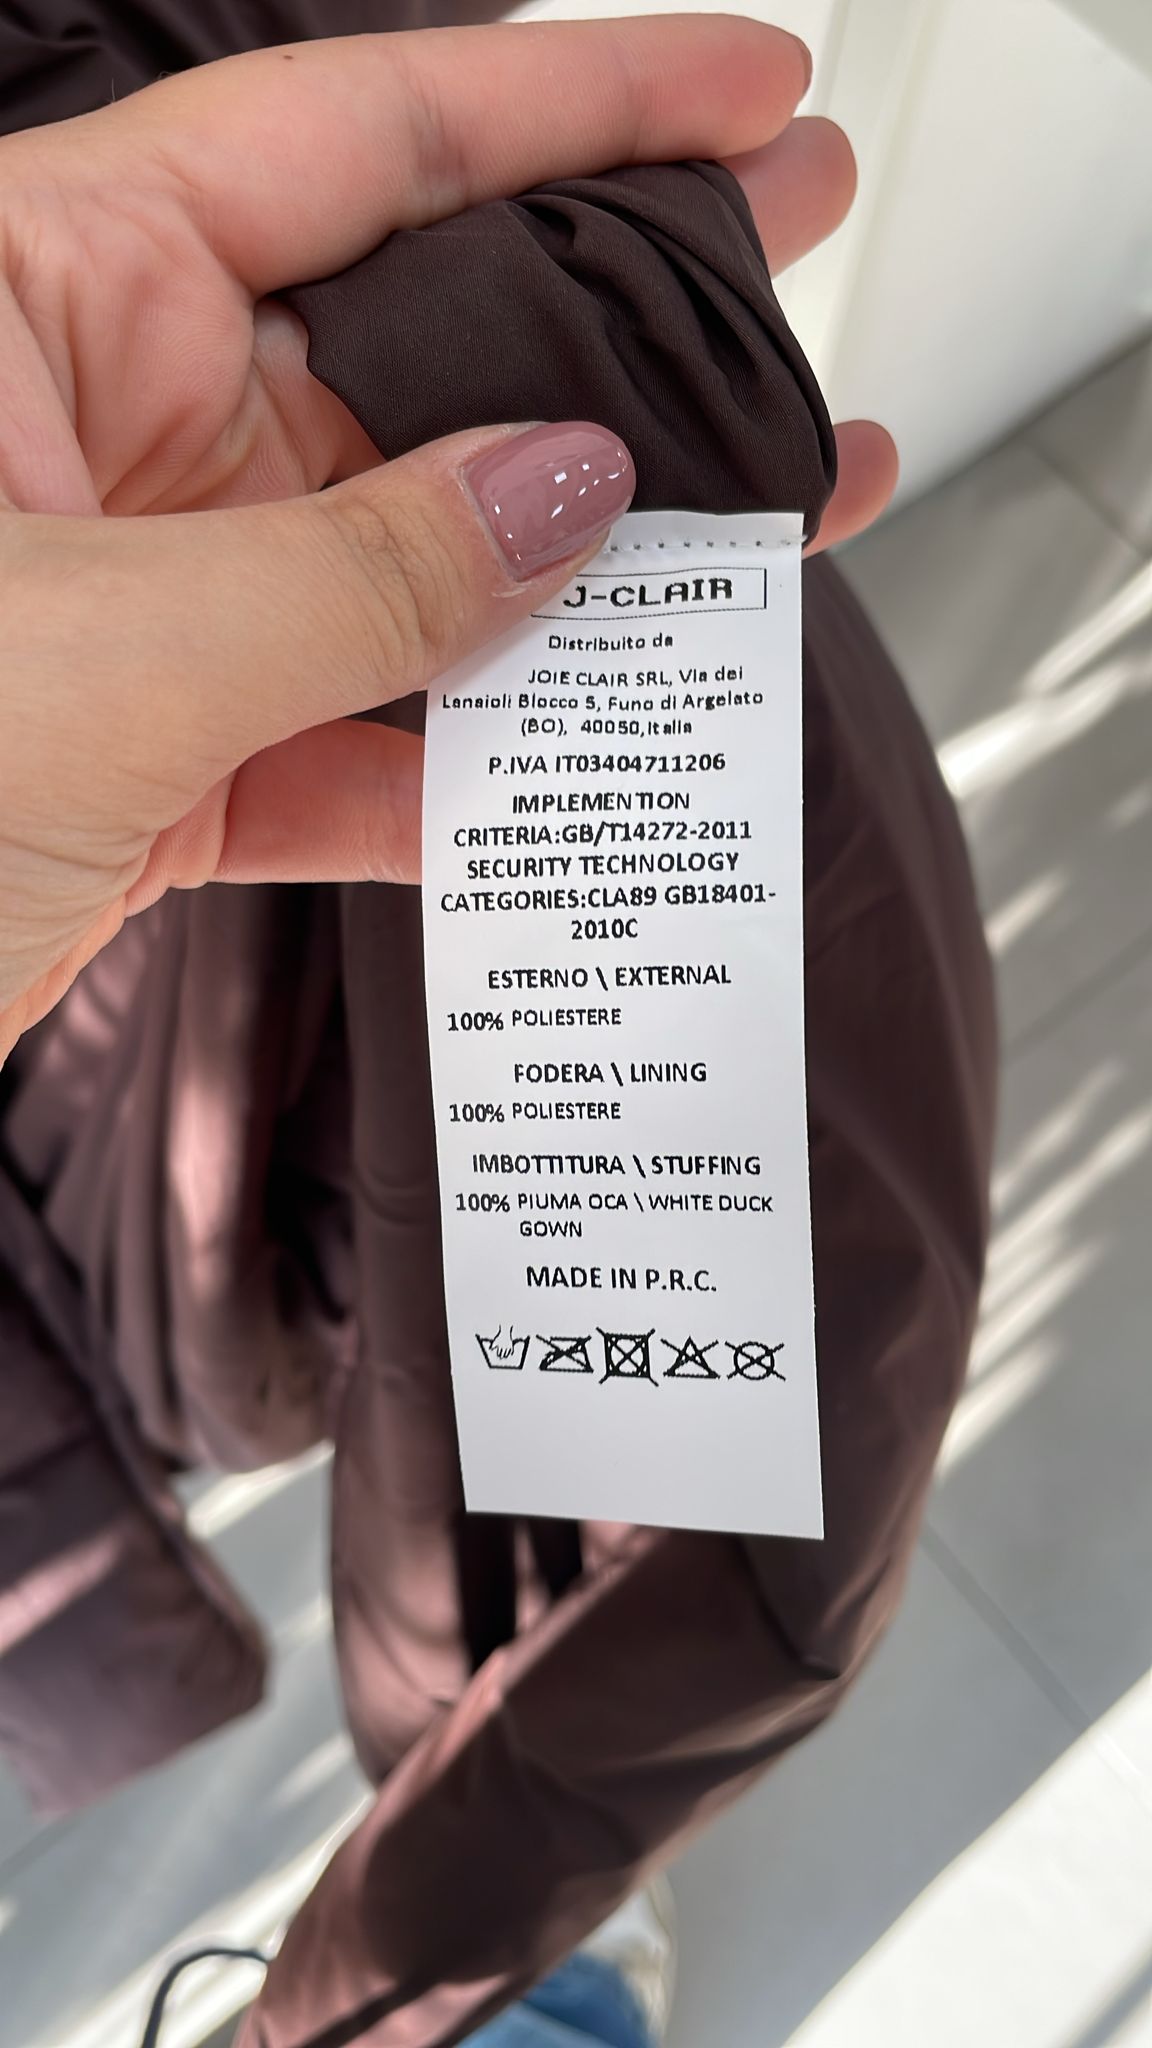 J-CLAIR
Distribuito da
JOIE CLAIR SRL, Via dei
Lanaioli Blocco 5, Funo di Argelato
(BO), 40050, Italia
P.IVA IT03404711206
IMPLEMENTION
CRITERIA:GB/T14272-2011
SECURITY TECHNOLOGY
CATEGORIES:CLA89 GB18401-
2010C
ESTERNO \ EXTERNAL
100% POLIESTERE
FODERA \ LINING
100% POLIESTERE
IMBOTTITURA \ STUFFING
100% PIUMA OCA \ WHITE DUCK
GOWN
MADE IN P.R.C.